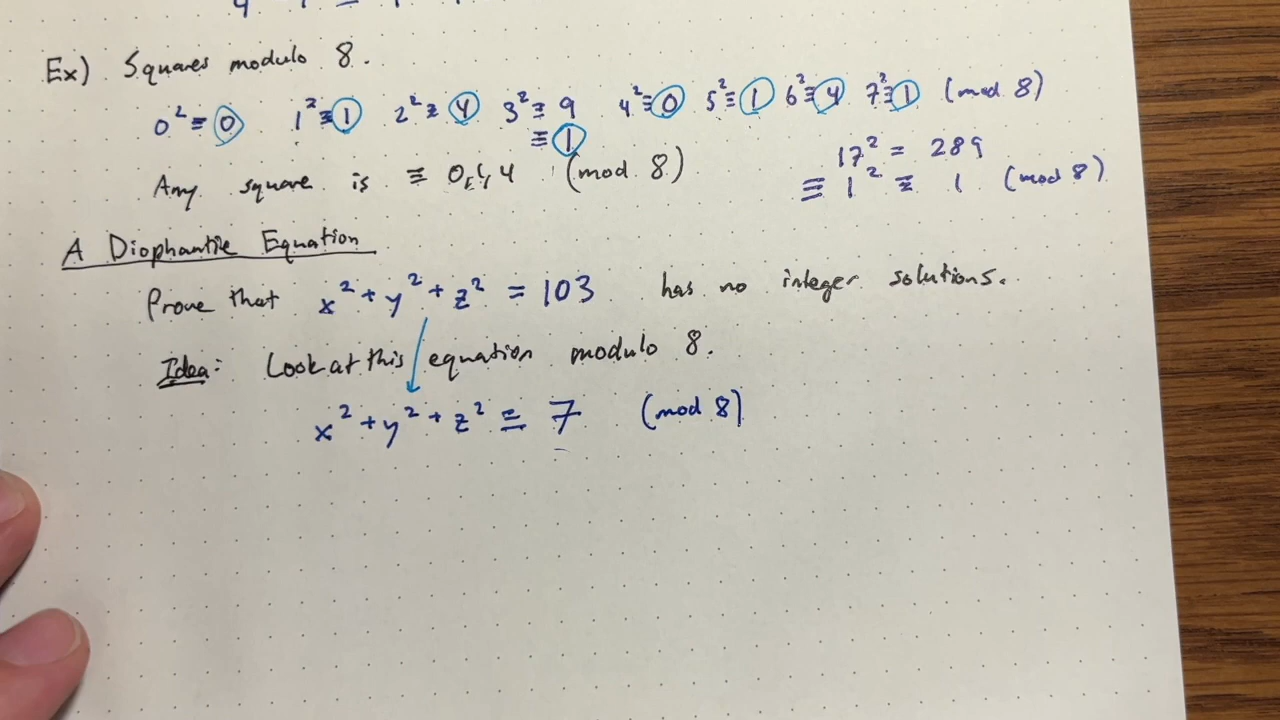 Ex) Squares modulo 8.
0² ≡ 0 1² ≡ 1 2² ≡ 4 3² ≡ 9 4² ≡ 0 5² ≡ 1 6² ≡ 4 7² ≡ 1 (mod 8)
≡ 1
17² = 289
Any square is ≡ 0, 1, 4 (mod 8)
≡ 1² ≡ 1 (mod 8)
A Diophantie Equation
Prove that x² + y² + z² = 103 has no integer solutions.
Idea: Look at this equation modulo 8.
x² + y² + z² ≡ 7 (mod 8)